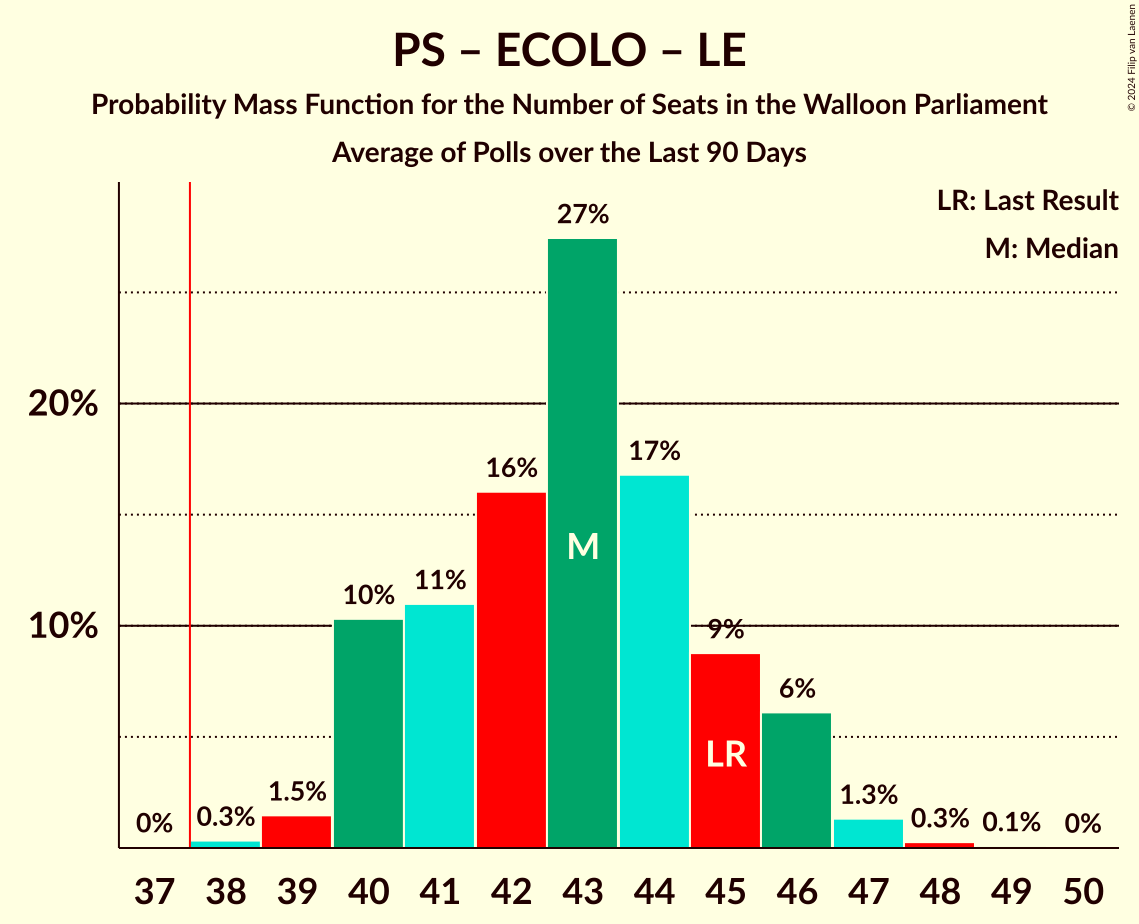 PS – ECOLO – LE
Probability Mass Function for the Number of Seats in the Walloon Parliament
Average of Polls over the Last 90 Days
© 2024 Filip van Laenen
LR: Last Result
M: Median
27%
20%
17%
16%
M
11%
10%
10%
9%
6%
LR
1.5%
1.3%
0%
0.3%
0.3%
0.1%
0%
37 38 39 40 41 42 43 44 45 46 47 48 49 50